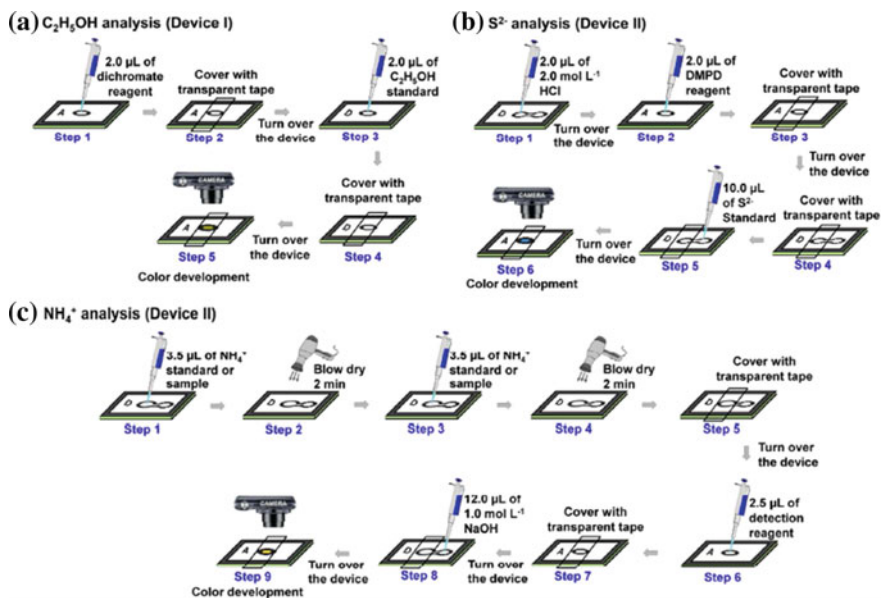 (a) C₂H₅OH analysis (Device I)
2.0 µL of
dichromate
reagent
A
Step 1
Cover with
transparent tape
A
Step 2
Turn over
the device
2.0 µL of
C₂H₅OH
standard
D
Step 3
Cover with
transparent tape
D
Step 4
Turn over
the device
CAMERA
A
Step 5
Color development
(b) S²⁻ analysis (Device II)
2.0 µL of
2.0 mol L⁻¹
HCl
D
Step 1
Turn over
the device
2.0 µL of
DMPD
reagent
A
Step 2
Cover with
transparent tape
A
Step 3
Turn over
the device
Cover with
transparent tape
D
Step 4
10.0 µL
of S²⁻
Standard
D
Step 5
Turn over
the device
CAMERA
A
Step 6
Color development
(c) NH₄⁺ analysis (Device II)
3.5 µL of NH₄⁺
standard or
sample
D
Step 1
Blow dry
2 min
D
Step 2
3.5 µL of NH₄⁺
standard or
sample
D
Step 3
Blow dry
2 min
D
Step 4
Cover with
transparent tape
D
Step 5
Turn over
the device
2.5 µL of
detection
reagent
A
Step 6
Cover with
transparent tape
A
Step 7
Turn over
the device
12.0 µL of
1.0 mol L⁻¹
NaOH
D
Step 8
Turn over
the device
CAMERA
A
Step 9
Color development